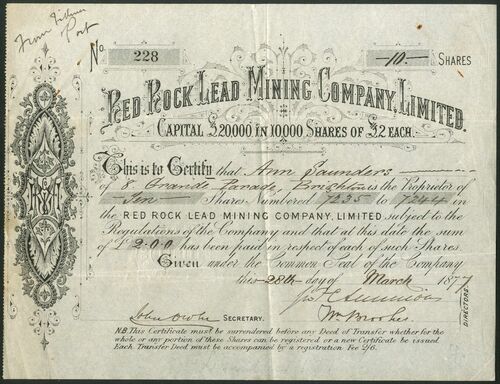 From Filmer
Port
No. 228 —10— SHARES
RED ROCK LEAD MINING COMPANY, LIMITED.
CAPITAL £20000 IN 10,000 SHARES OF £2 EACH.
This is to Certify that Ann Saunders
of 8 Grande Parade, Brighton is the Proprietor of
Ten Shares Numbered 7235 to 7244 in
the RED ROCK LEAD MINING COMPANY, LIMITED subject to the
Regulations of the Company and that at this date the sum
of £2.0.0 has been paid in respect of each of such Shares.
Given under the Common Seal of the Company
this 28th day of March 1877
SECRETARY.
Wm Brookes
DIRECTORS
N.B. This Certificate must be surrendered before any Deed of Transfer whether for the
whole or any portion of these Shares can be registered or a new Certificate be issued
Each Transfer Deed must be accompanied by a registration Fee 2/6.